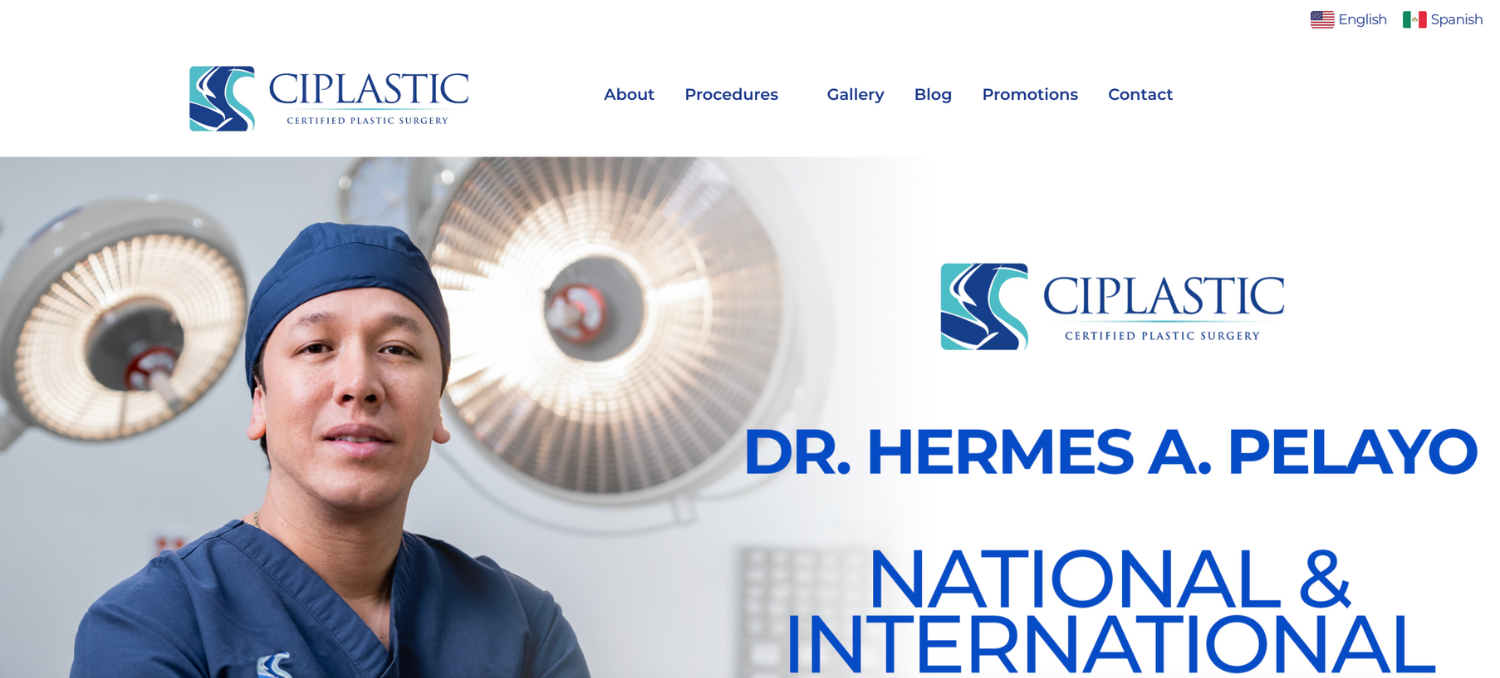 English Spanish
CIPLASTIC
CERTIFIED PLASTIC SURGERY
About Procedures Gallery Blog Promotions Contact
CIPLASTIC
CERTIFIED PLASTIC SURGERY
DR. HERMES A. PELAYO
NATIONAL &
INTERNATIONAL